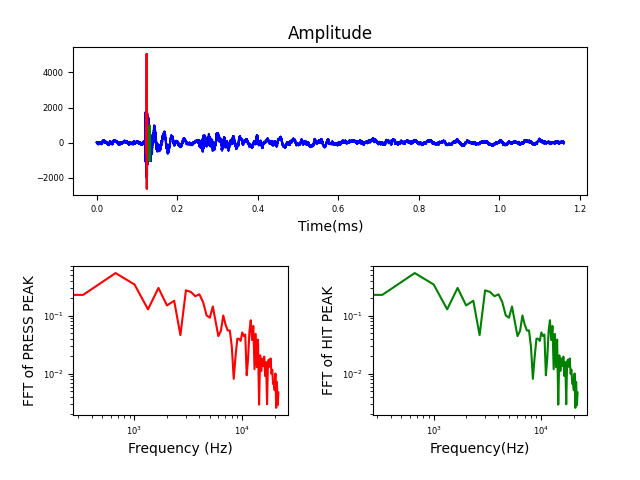 Amplitude
4000
2000
0
−2000
0.0 0.2 0.4 0.6 0.8 1.0 1.2
Time(ms)
FFT of PRESS PEAK
10⁻¹
10⁻²
10³ 10⁴
Frequency (Hz)
FFT of HIT PEAK
10⁻¹
10⁻²
10³ 10⁴
Frequency(Hz)